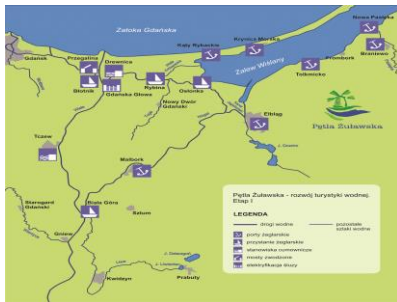 Zatoka Gdańska
Nowa Pasłęka
Krynica Morska
Kąty Rybackie
Gdańsk
Przegalina
Drewnica
Zalew Wiślany
Frombork
Braniewo
Tolkmicko
Błotnik
Gdańska Głowa
Rybina
Osłonka
Nowy Dwór
Gdański
Elbląg
Pętla Żuławska
Tczew
Malbork
Starogard
Gdański
Biała Góra
Sztum
Gniew
Kwidzyn
Prabuty
Pętla Żuławska - rozwój turystyki wodnej.
Etap I
LEGENDA
drogi wodne
pozostałe
szlaki wodne
porty żeglarskie
przystanie żeglarskie
stanowiska cumownicze
mosty zwodzone
elektryfikacja śluzy